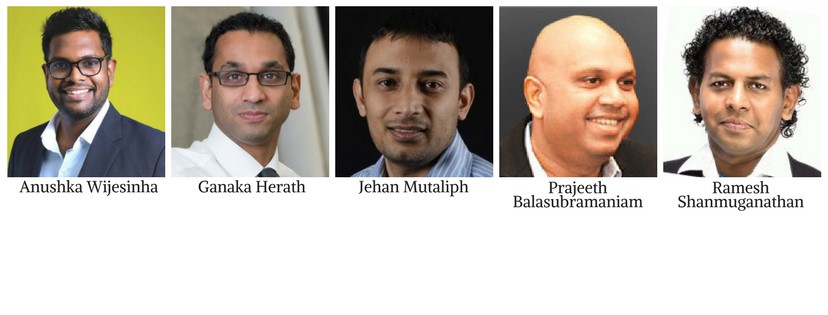 Anushka Wijesinha
Ganaka Herath
Jehan Mutaliph
Prajeeth
Balasubramaniam
Ramesh
Shanmuganathan